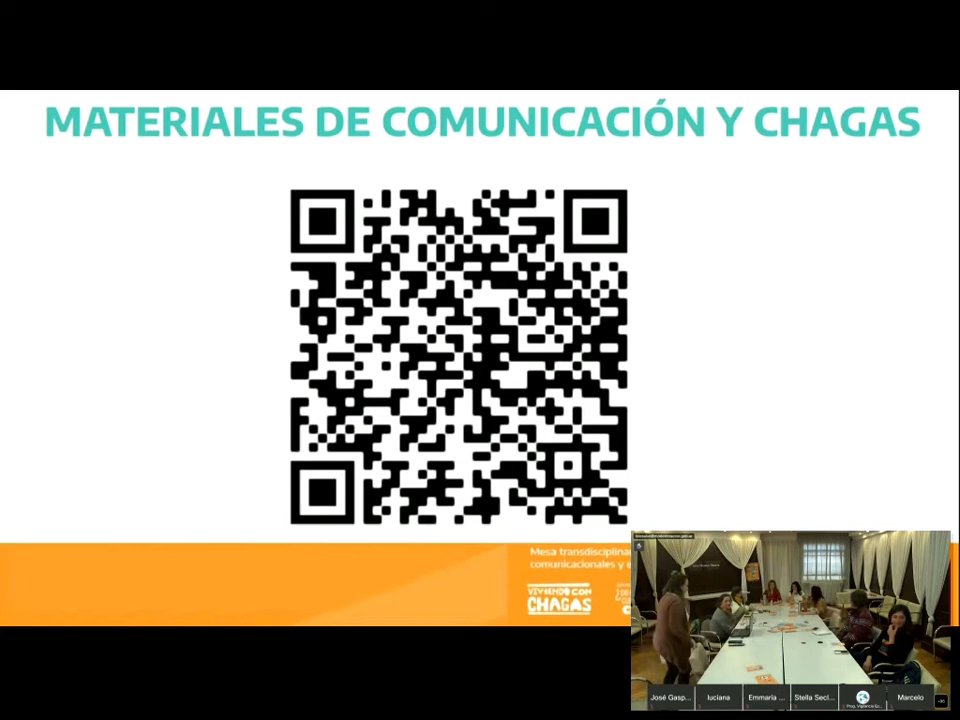 MATERIALES DE COMUNICACIÓN Y CHAGAS
Mesa transdisciplinar
comunicacionales y e
VIVIENDO CON
CHAGAS
José Gasp...
luciana
Emmaría ...
Stella Secl...
Marcelo